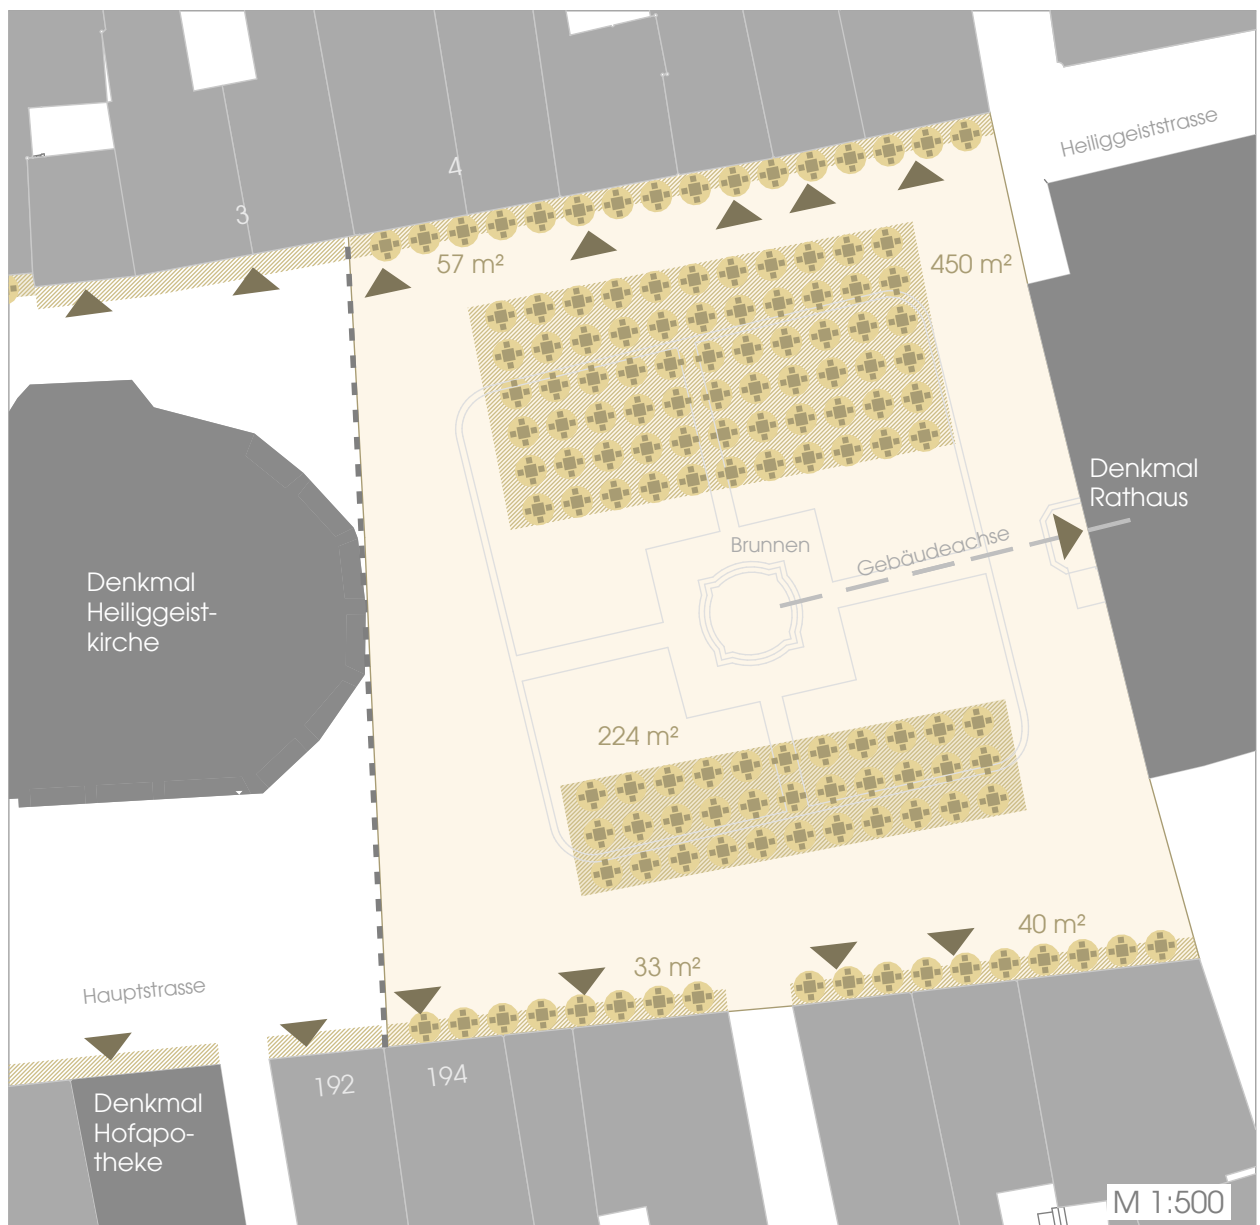 Heiliggeiststrasse
4
3
57 m²
450 m²
Denkmal
Rathaus
Brunnen
Gebäudeachse
Denkmal
Heiliggeist-
kirche
224 m²
40 m²
33 m²
Hauptstrasse
192
194
Denkmal
Hofapo-
theke
M 1:500